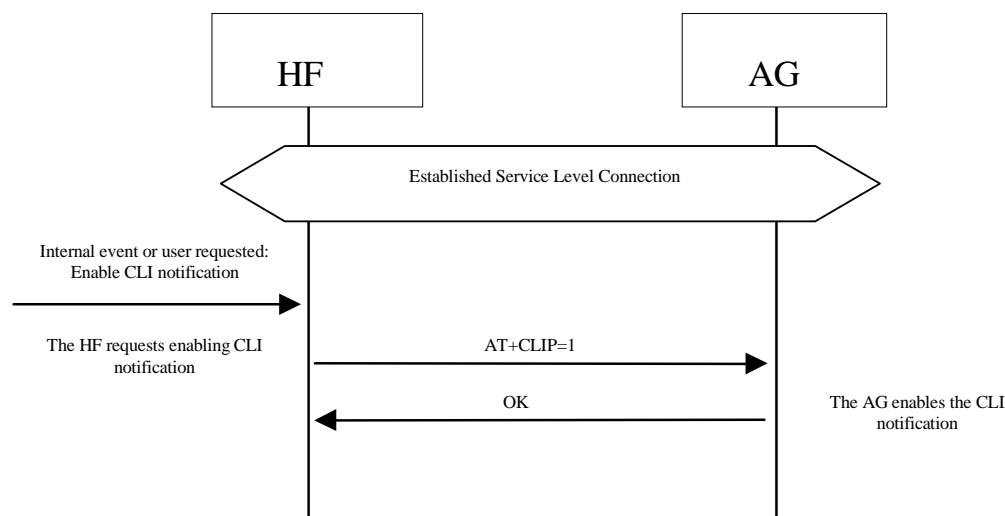 HF
AG
Established Service Level Connection
Internal event or user requested:
Enable CLI notification
The HF requests enabling CLI
notification
AT+CLIP=1
OK
The AG enables the CLI
notification